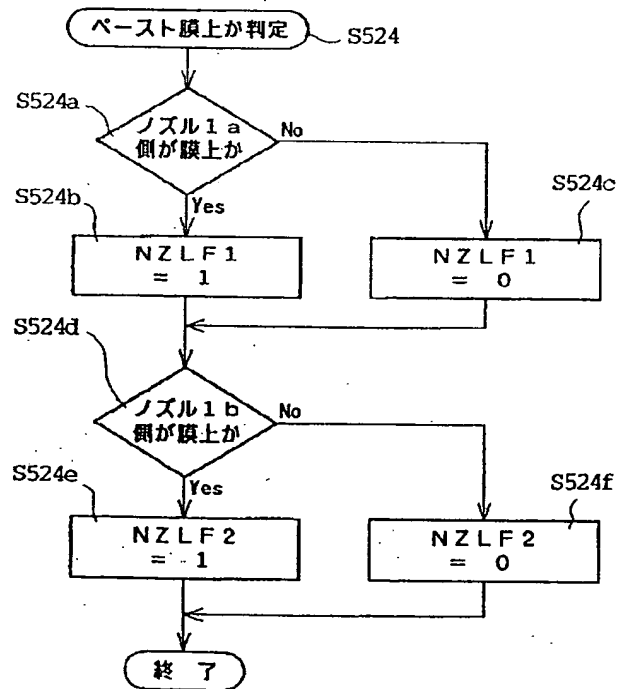 ペースト膜上か判定
S524
S524a
ノズル1a
側が膜上か
No
Yes
S524b
NZLF1
= 1
S524c
NZLF1
= 0
S524d
ノズル1b
側が膜上か
No
Yes
S524e
NZLF2
= 1
S524f
NZLF2
= 0
終 了